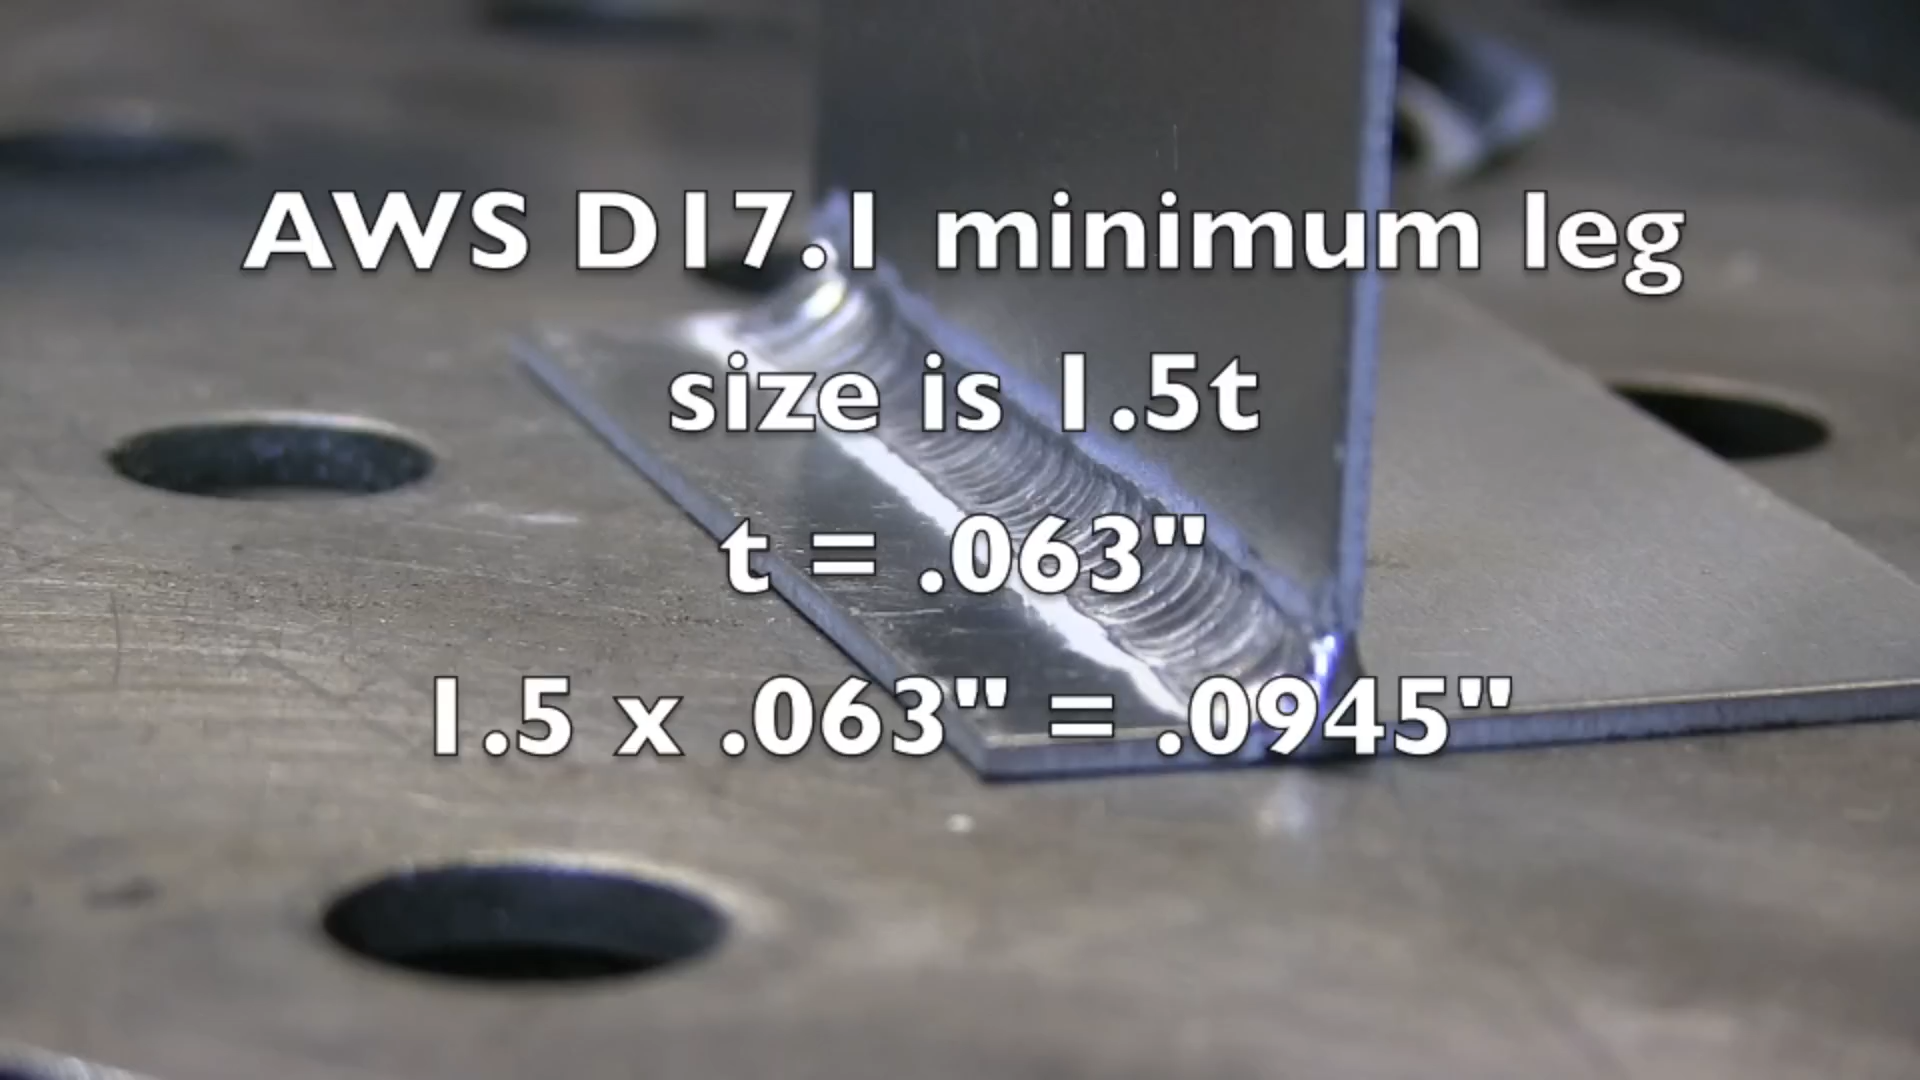 AWS D17.1 minimum leg
size is 1.5t
t = .063"
1.5 x .063" = .0945"